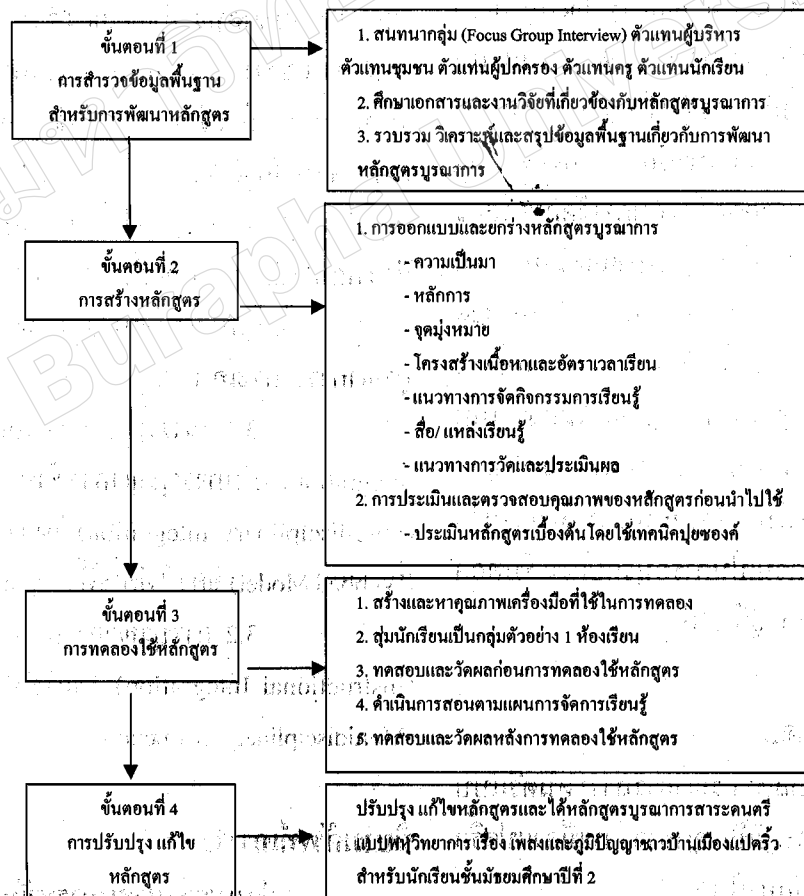 ขั้นตอนที่ 1
การสำรวจข้อมูลพื้นฐาน
สำหรับการพัฒนาหลักสูตร
1. สนทนากลุ่ม (Focus Group Interview) ตัวแทนผู้บริหาร
ตัวแทนชุมชน ตัวแทนผู้ปกครอง ตัวแทนครู ตัวแทนนักเรียน
2. ศึกษาเอกสารและงานวิจัยที่เกี่ยวข้องกับหลักสูตรบูรณาการ
3. รวบรวม วิเคราะห์และสรุปข้อมูลพื้นฐานเกี่ยวกับการพัฒนา
หลักสูตรบูรณาการ
ขั้นตอนที่ 2
การสร้างหลักสูตร
1. การออกแบบและยกร่างหลักสูตรบูรณาการ
- ความเป็นมา
- หลักการ
- จุดมุ่งหมาย
- โครงสร้างเนื้อหาและอัตราเวลาเรียน
- แนวทางการจัดกิจกรรมการเรียนรู้
- สื่อ/ แหล่งเรียนรู้
- แนวทางการวัดและประเมินผล
2. การประเมินและตรวจสอบคุณภาพของหลักสูตรก่อนนำไปใช้
- ประเมินหลักสูตรเบื้องต้นโดยใช้เทคนิคปุยซองค์
ขั้นตอนที่ 3
การทดลองใช้หลักสูตร
1. สร้างและหาคุณภาพเครื่องมือที่ใช้ในการทดลอง
2. สุ่มนักเรียนเป็นกลุ่มตัวอย่าง 1 ห้องเรียน
3. ทดสอบและวัดผลก่อนการทดลองใช้หลักสูตร
4. ดำเนินการสอนตามแผนการจัดการเรียนรู้
5. ทดสอบและวัดผลหลังการทดลองใช้หลักสูตร
ขั้นตอนที่ 4
การปรับปรุง แก้ไข
หลักสูตร
ปรับปรุง แก้ไขหลักสูตรและได้หลักสูตรบูรณาการสาระดนตรี
แบบพหุวิทยาการ เรื่อง เพลงและภูมิปัญญาชาวบ้านเมืองแปดริ้ว
สำหรับนักเรียนชั้นมัธยมศึกษาปีที่ 2
Burapha Univers